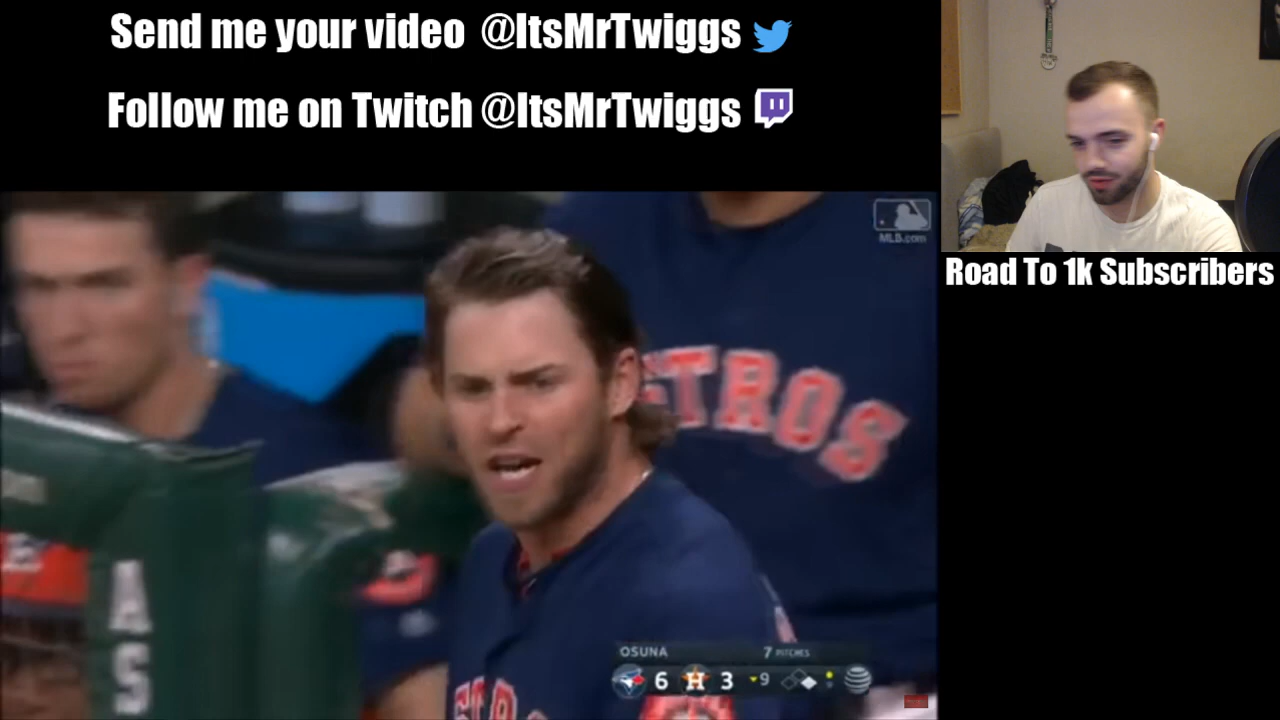 Send me your video @ItsMrTwiggs
Follow me on Twitch @ItsMrTwiggs
MLB.com
Road To 1k Subscribers
STROS
A
S
OSUNA 7 PITCHES
6 H 3 9